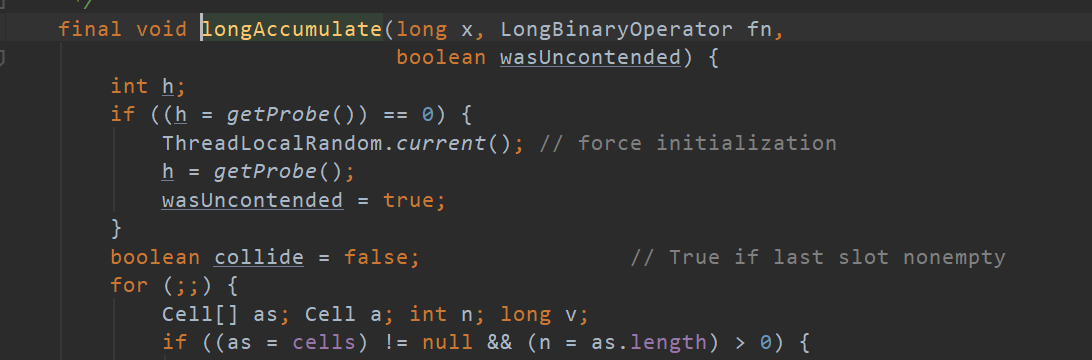 */
final void longAccumulate(long x, LongBinaryOperator fn,
boolean wasUncontended) {
int h;
if ((h = getProbe()) == 0) {
ThreadLocalRandom.current(); // force initialization
h = getProbe();
wasUncontended = true;
}
boolean collide = false; // True if last slot nonempty
for (;;) {
Cell[] as; Cell a; int n; long v;
if ((as = cells) != null && (n = as.length) > 0) {